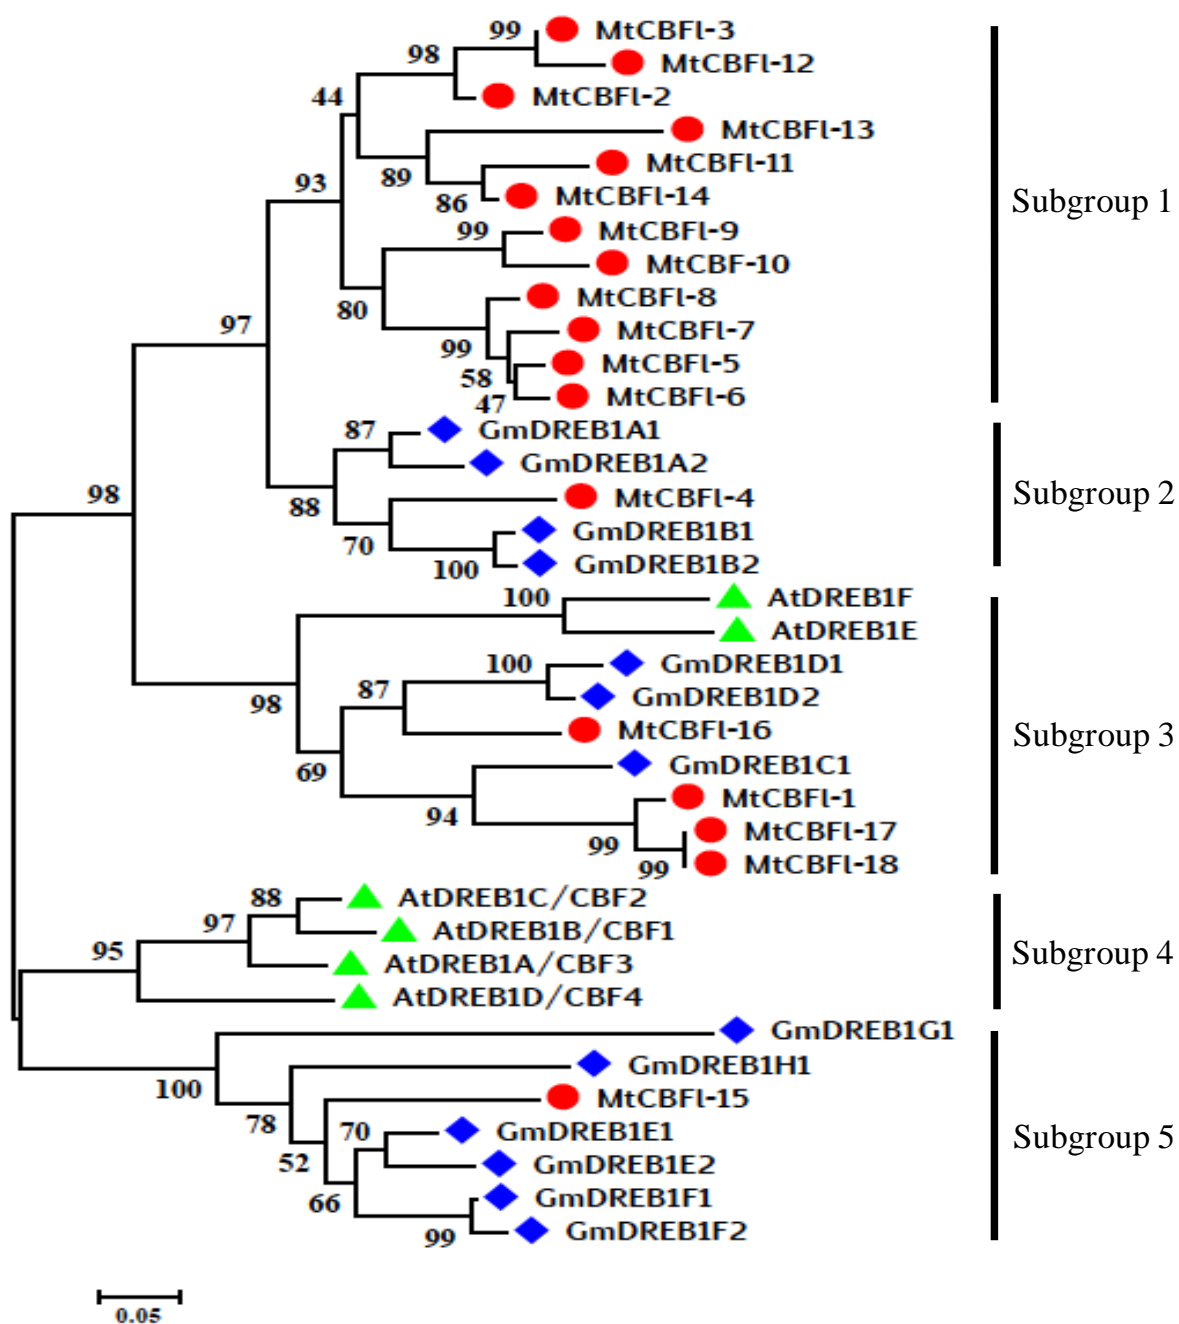 99 MtCBFl-3
98 MtCBFl-12
44 MtCBFl-2
MtCBFl-13
89 MtCBFl-11
93 86 MtCBFl-14
Subgroup 1
99 MtCBFl-9
MtCBF-10
80 MtCBFl-8
97 MtCBFl-7
99 MtCBFl-5
58
47 MtCBFl-6
87 GmDREB1A1
GmDREB1A2
98 88 MtCBFl-4
Subgroup 2
70 GmDREB1B1
100 GmDREB1B2
100 AtDREB1F
AtDREB1E
100 GmDREB1D1
98 87 GmDREB1D2
MtCBFl-16
Subgroup 3
69 GmDREB1C1
94 MtCBFl-1
99 MtCBFl-17
99 MtCBFl-18
88 AtDREB1C/CBF2
97 AtDREB1B/CBF1
95 AtDREB1A/CBF3
Subgroup 4
AtDREB1D/CBF4
GmDREB1G1
100 GmDREB1H1
78 MtCBFl-15
70 GmDREB1E1
Subgroup 5
52 GmDREB1E2
66 GmDREB1F1
99 GmDREB1F2
0.05